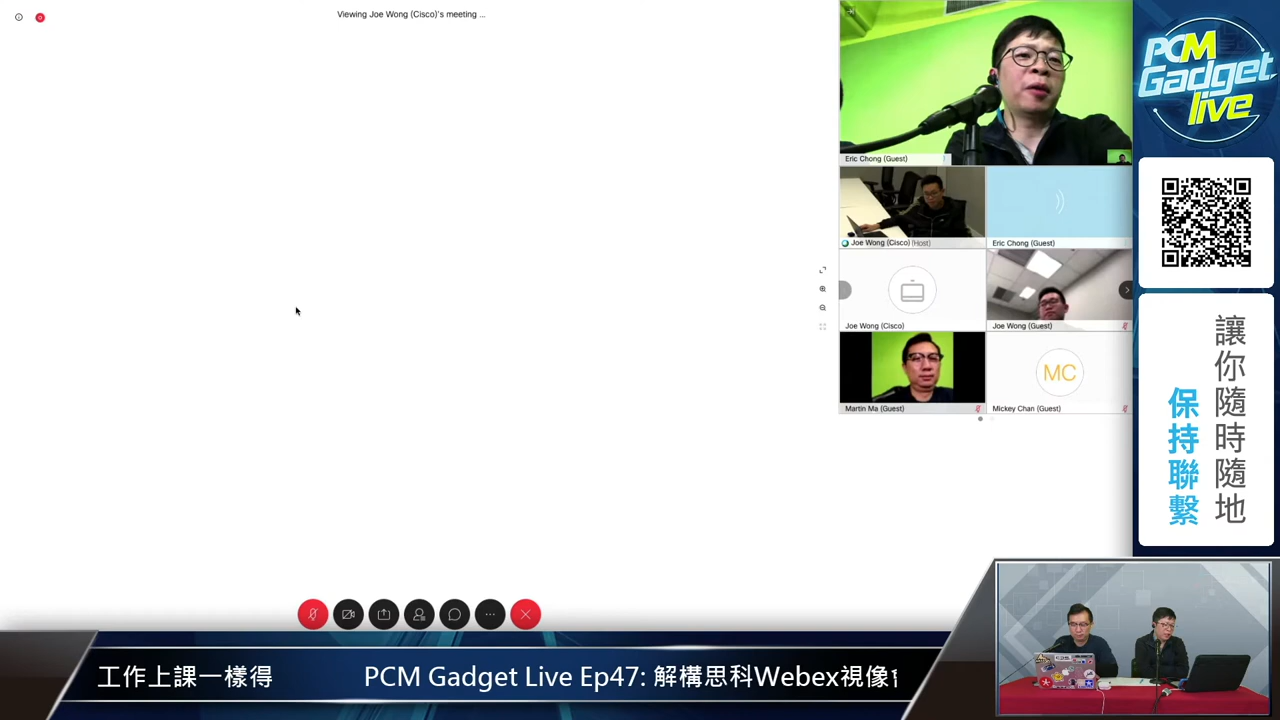 Viewing Joe Wong (Cisco)'s meeting ...
Eric Chong (Guest)
Joe Wong (Cisco) (Host)
Eric Chong (Guest)
Joe Wong (Cisco)
Joe Wong (Guest)
Martin Ma (Guest)
MC
Mickey Chan (Guest)
PCM
Gadget
live
讓你隨時隨地
保持聯繫
工作上課一樣得
PCM Gadget Live Ep47: 解構思科Webex視像